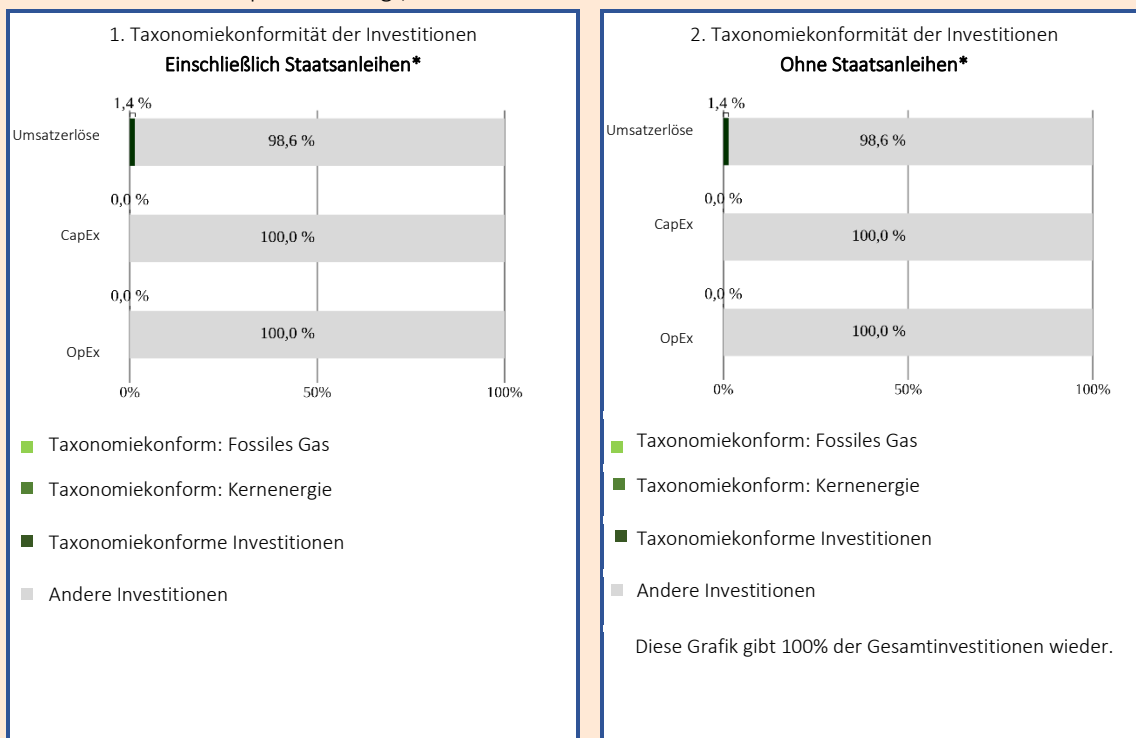 1. Taxonomiekonformität der Investitionen
Einschließlich Staatsanleihen*
1,4 %
Umsatzerlöse
98,6 %
0,0 %
CapEx
100,0 %
0,0 %
OpEx
100,0 %
0%
50%
100%
Taxonomiekonform: Fossiles Gas
Taxonomiekonform: Kernenergie
Taxonomiekonforme Investitionen
Andere Investitionen
2. Taxonomiekonformität der Investitionen
Ohne Staatsanleihen*
1,4 %
Umsatzerlöse
98,6 %
0,0 %
CapEx
100,0 %
0,0 %
OpEx
100,0 %
0%
50%
100%
Taxonomiekonform: Fossiles Gas
Taxonomiekonform: Kernenergie
Taxonomiekonforme Investitionen
Andere Investitionen
Diese Grafik gibt 100% der Gesamtinvestitionen wieder.